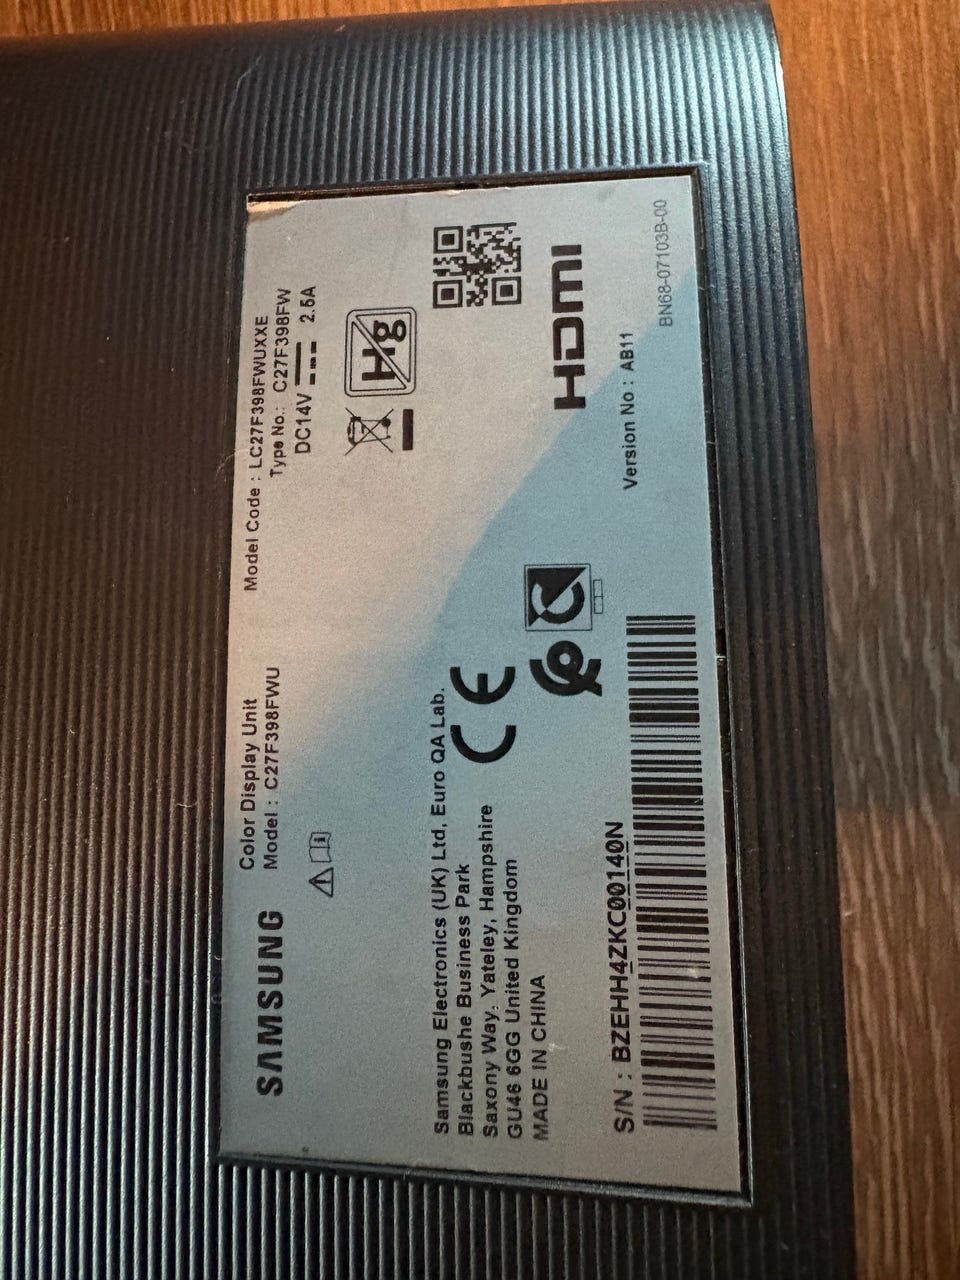 SAMSUNG
Color Display Unit
Model : C27F398FWU
Model Code : LC27F398FWUXXE
Type No.: C27F398FW
DC14V 2.5A
Hg
Samsung Electronics (UK) Ltd, Euro QA Lab.
Blackbushe Business Park
Saxony Way, Yateley, Hampshire
GU46 6GG United Kingdom
MADE IN CHINA
CE
HDMI
S/N : BZEHH4ZKC00140N
Version No : AB11
BN68-07103B-00